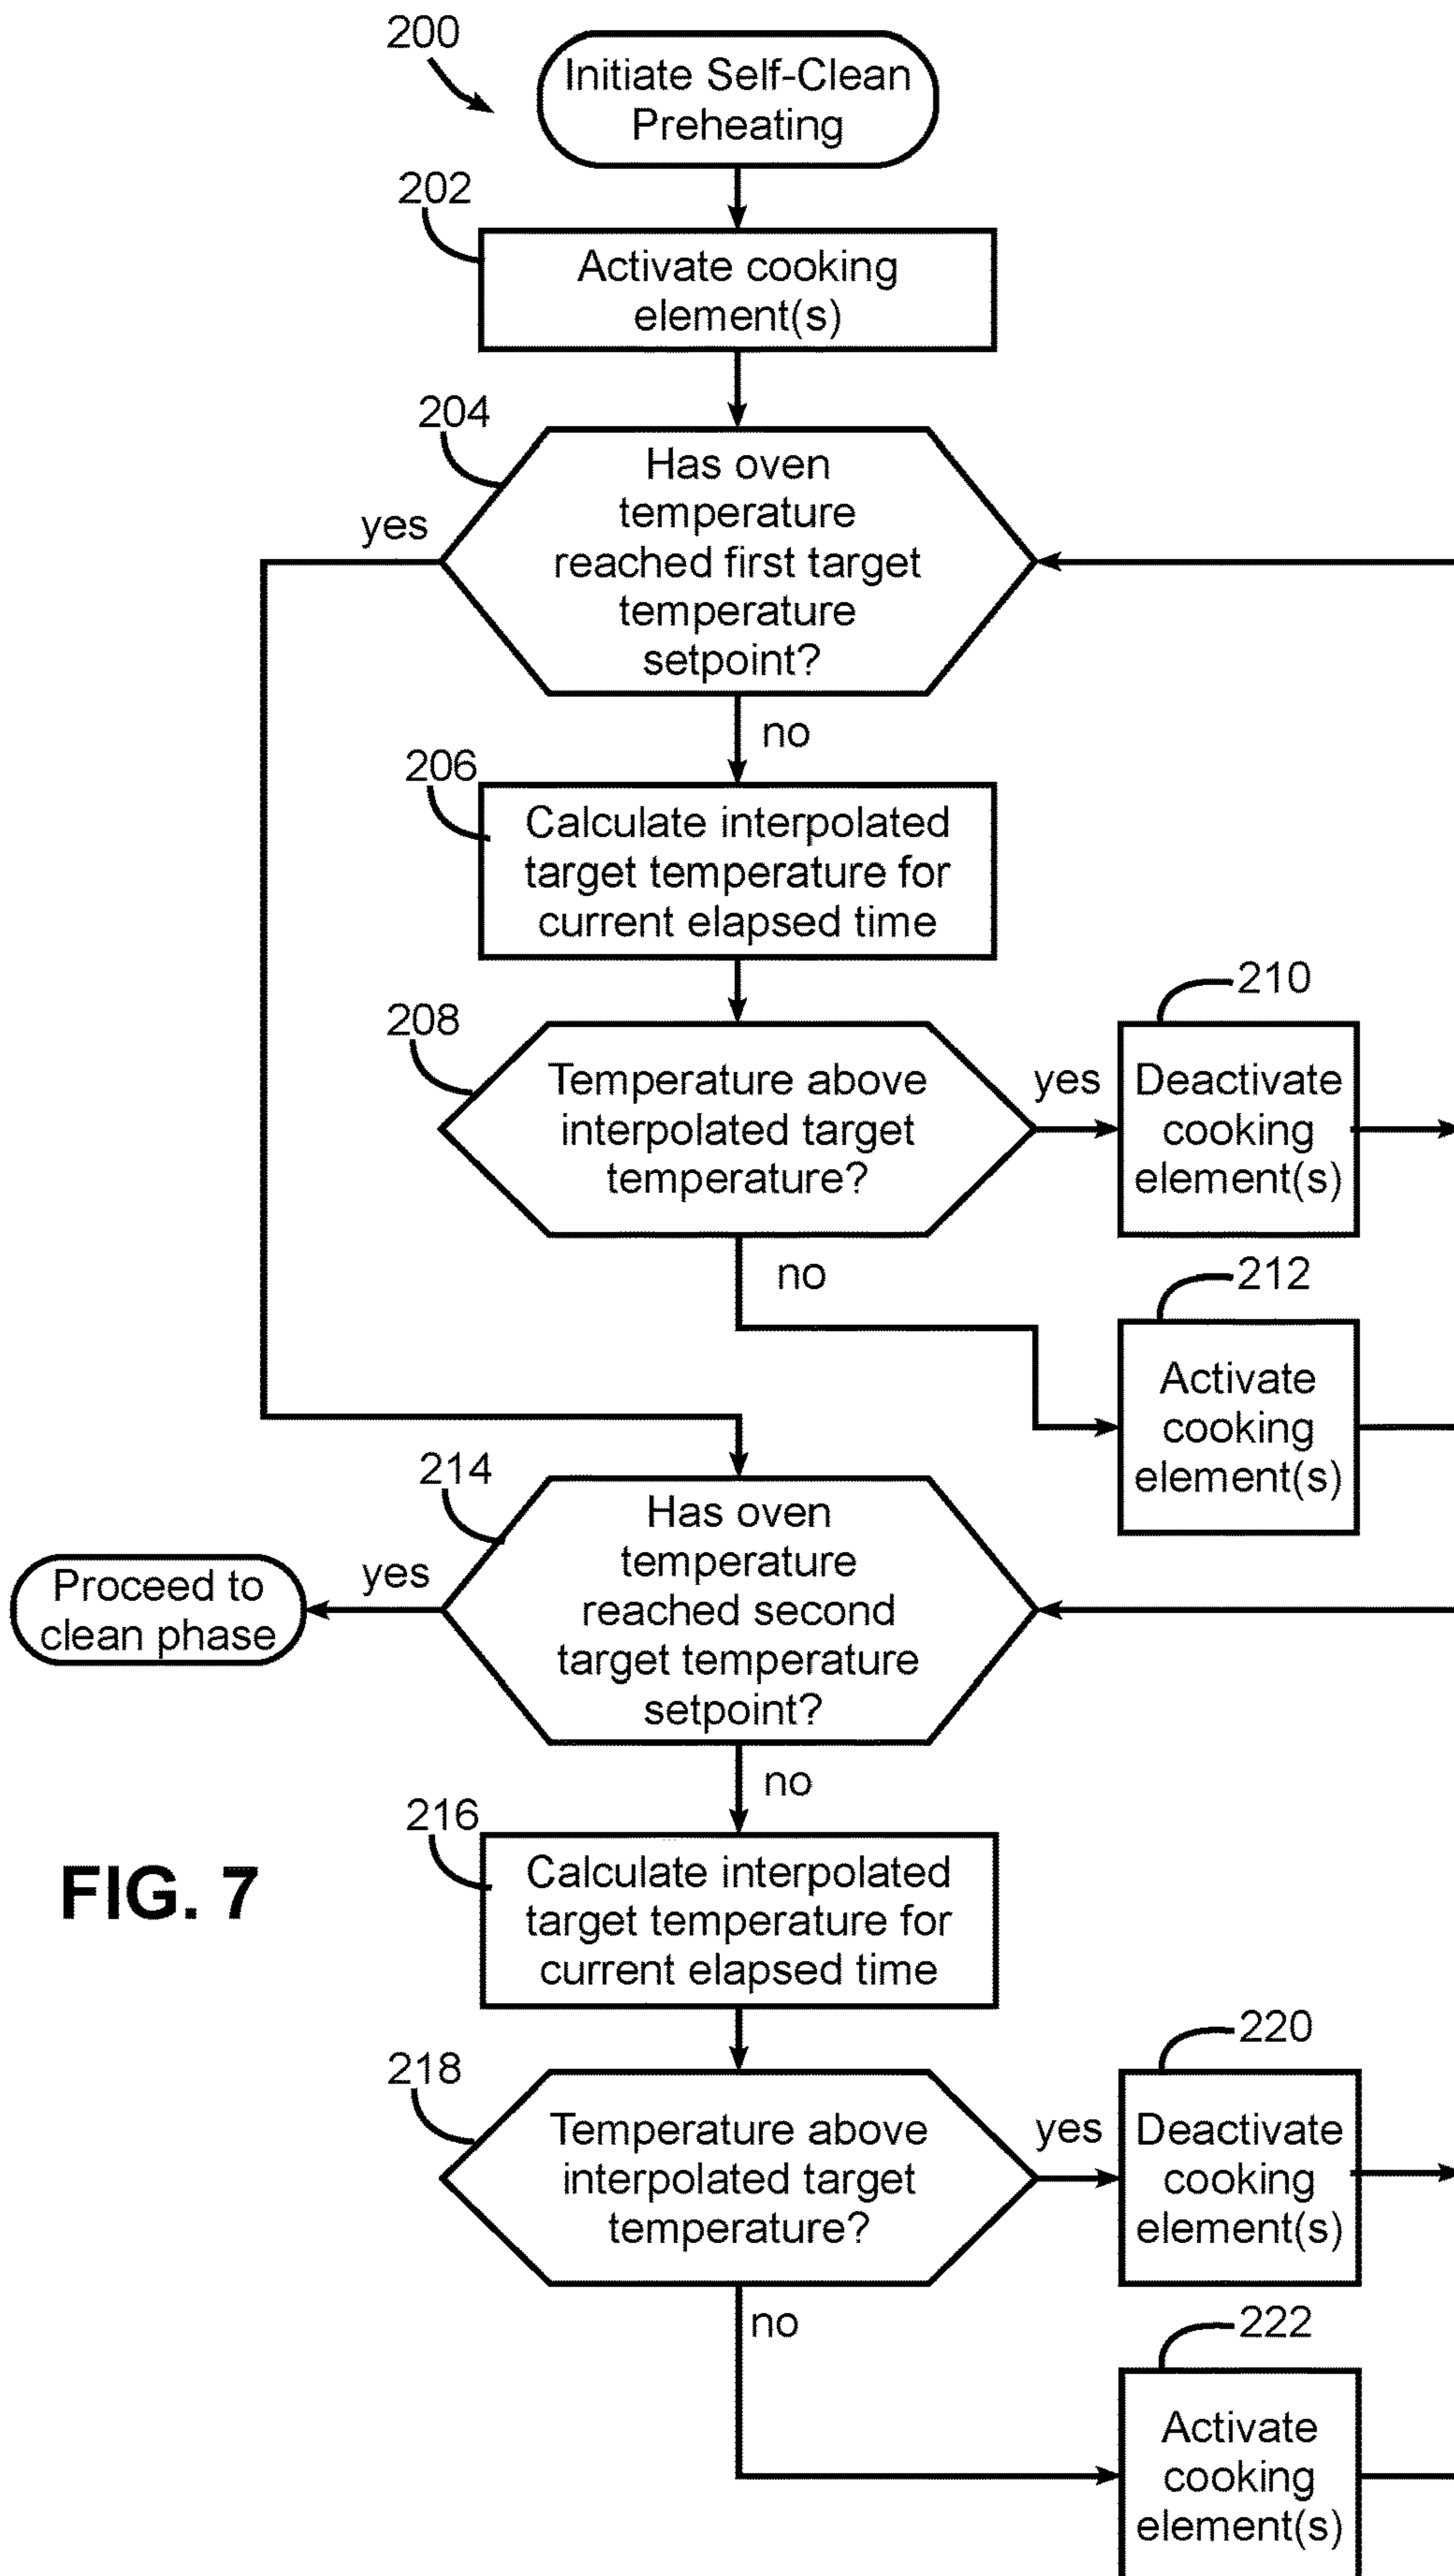 200
Initiate Self-Clean
Preheating
202
Activate cooking
element(s)
204
Has oven
temperature
reached first target
temperature
setpoint?
yes
no
206
Calculate interpolated
target temperature for
current elapsed time
208
Temperature above
interpolated target
temperature?
yes
210
Deactivate
cooking
element(s)
no
212
Activate
cooking
element(s)
214
Has oven
temperature
reached second
target temperature
setpoint?
yes
Proceed to
clean phase
no
216
Calculate interpolated
target temperature for
current elapsed time
FIG. 7
218
Temperature above
interpolated target
temperature?
yes
220
Deactivate
cooking
element(s)
no
222
Activate
cooking
element(s)